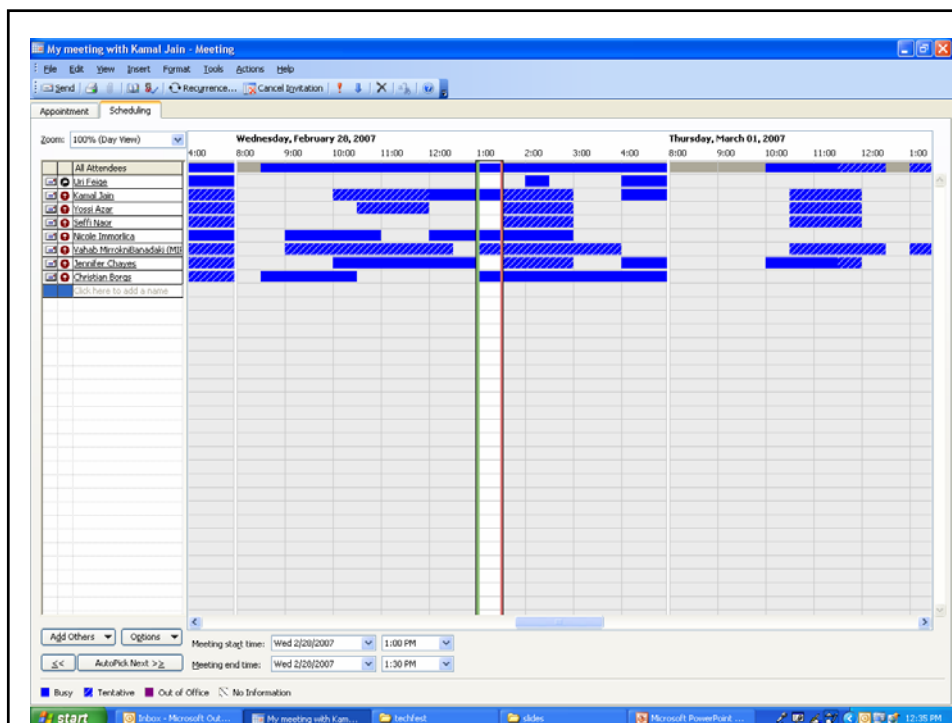 My meeting with Kamal Jain - Meeting
File Edit View Insert Format Tools Actions Help
Send Recurrence... Cancel Invitation
Appointment Scheduling
Zoom: 100% (Day View) Wednesday, February 28, 2007 Thursday, March 01, 2007
4:00 8:00 9:00 10:00 11:00 12:00 1:00 2:00 3:00 4:00 8:00 9:00 10:00 11:00 12:00 1:00
All Attendees
Uri Feige
Kamal Jain
Yossi Azar
Seffi Naor
Nicole Immorlica
Vahab MirrokniBanadaki (MIR
Jennifer Chayes
Christian Borgs
Click here to add a name
Add Others Options
Meeting start time: Wed 2/28/2007 1:00 PM
<< AutoPick Next >>
Meeting end time: Wed 2/28/2007 1:30 PM
Busy Tentative Out of Office No Information
start Inbox - Microsoft Out... My meeting with Kam... techfest slides Microsoft PowerPoint ... 12:35 PM